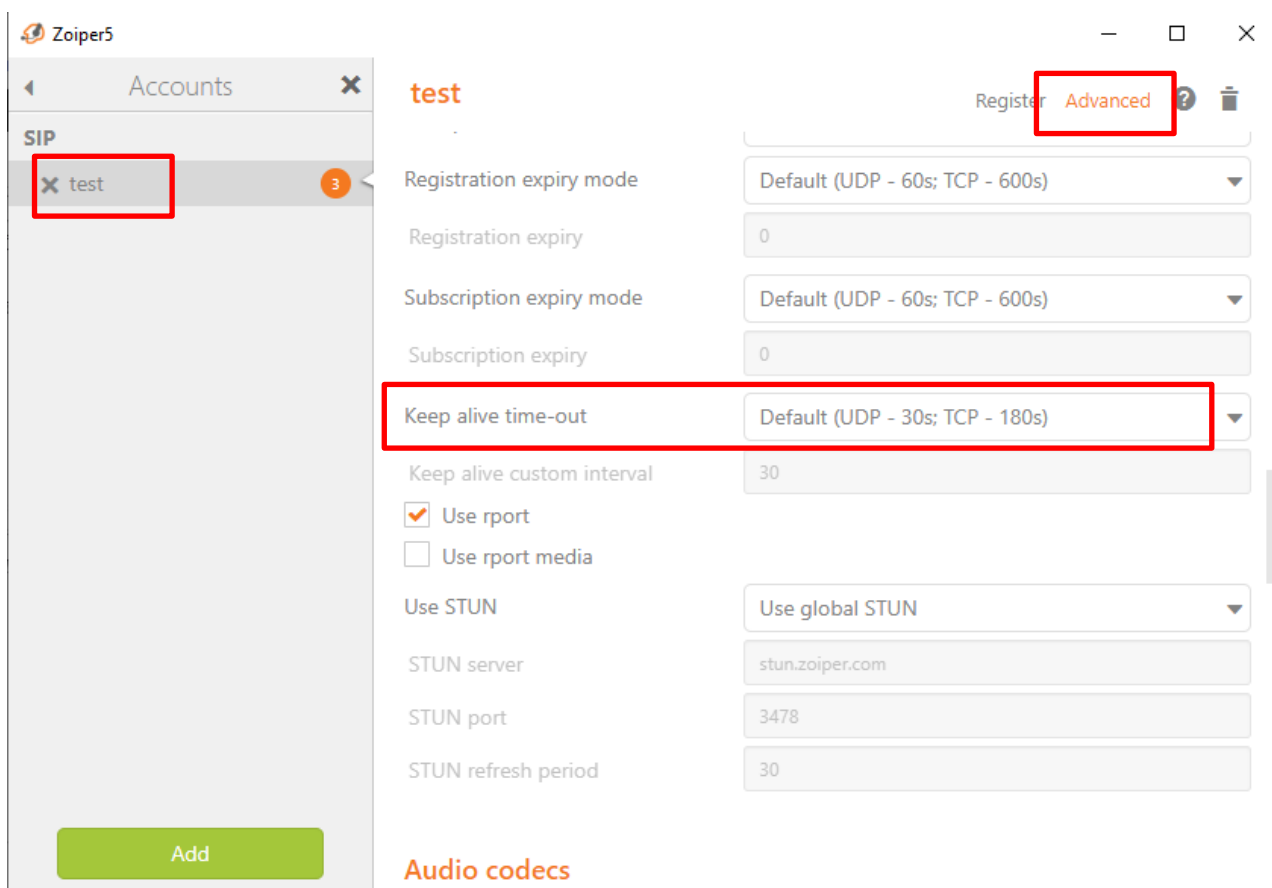 Zoiper5
Accounts
SIP
test
3
Add
test
Register Advanced ?
Registration expiry mode Default (UDP - 60s; TCP - 600s)
Registration expiry 0
Subscription expiry mode Default (UDP - 60s; TCP - 600s)
Subscription expiry 0
Keep alive time-out Default (UDP - 30s; TCP - 180s)
Keep alive custom interval 30
Use rport
Use rport media
Use STUN Use global STUN
STUN server stun.zoiper.com
STUN port 3478
STUN refresh period 30
Audio codecs